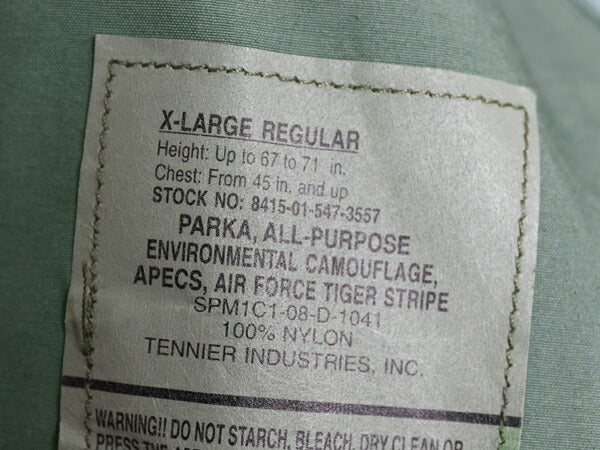 X-LARGE REGULAR
Height: Up to 67 to 71 in.
Chest: From 45 in. and up
STOCK NO: 8415-01-547-3557
PARKA, ALL-PURPOSE
ENVIRONMENTAL CAMOUFLAGE,
APECS, AIR FORCE TIGER STRIPE
SPM1C1-08-D-1041
100% NYLON
TENNIER INDUSTRIES, INC.
WARNING!! DO NOT STARCH, BLEACH, DRY CLEAN OR
PRESS THE